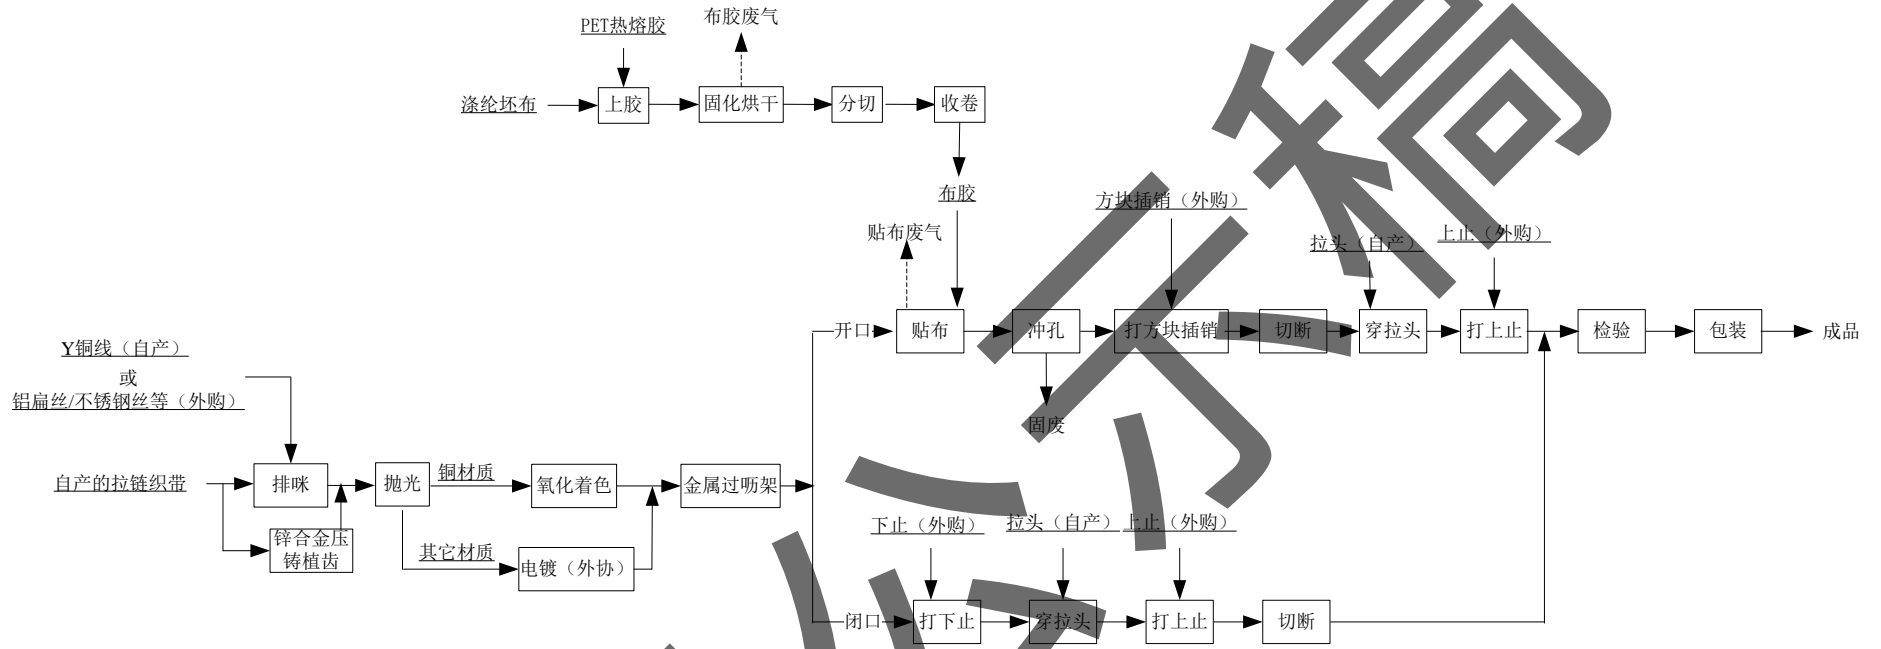 PET热熔胶
布胶废气
涤纶坯布
上胶
固化烘干
分切
收卷
布胶
贴布废气
方块插销（外购）
拉头（自产）
上止（外购）
开口
贴布
冲孔
打方块插销
切断
穿拉头
打上止
检验
包装
成品
固废
Y铜线（自产）
或
铝扁丝/不锈钢丝等（外购）
自产的拉链织带
排咪
抛光
铜材质
氧化着色
金属过呖架
锌合金压
铸植齿
其它材质
电镀（外协）
下止（外购）
拉头（自产）
上止（外购）
闭口
打下止
穿拉头
打上止
切断